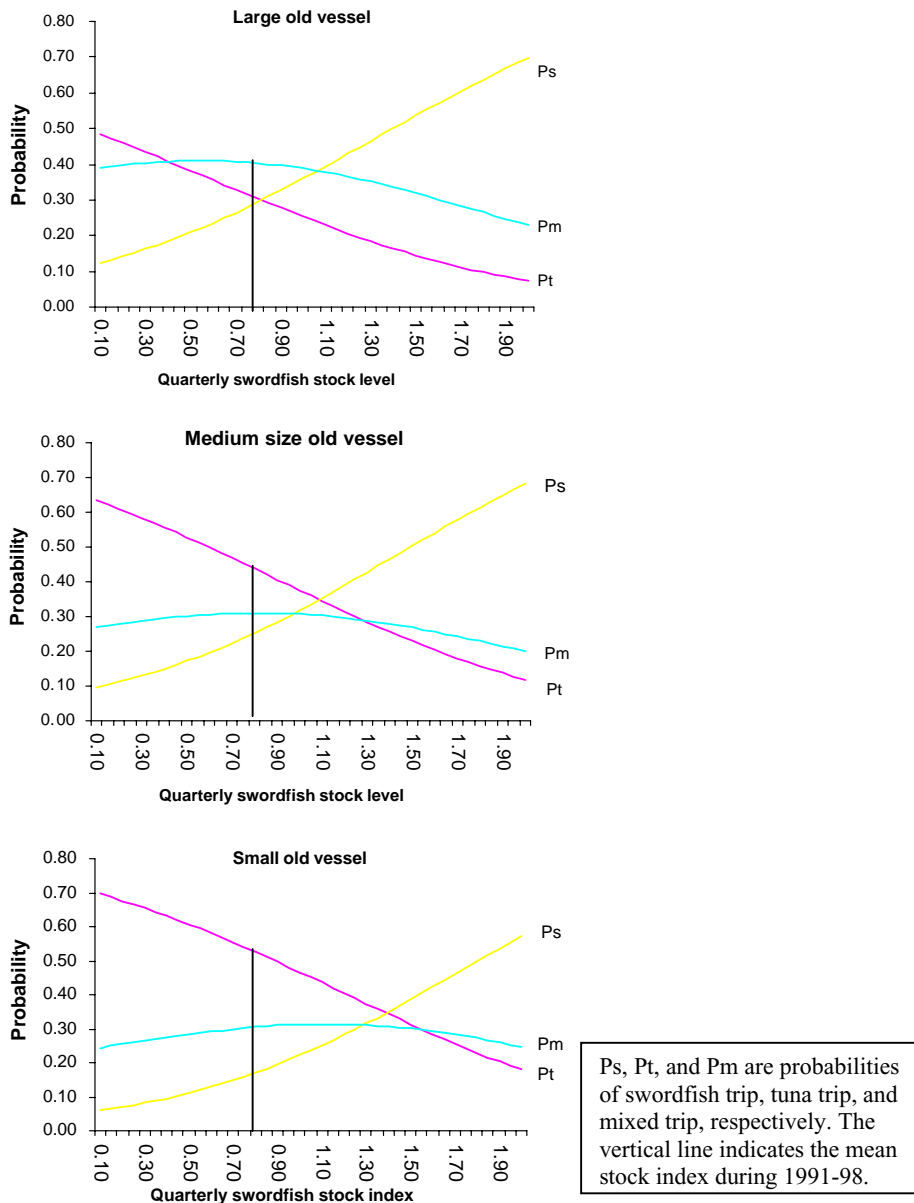 Large old vessel
0.80
0.70
0.60
0.50
0.40
0.30
0.20
0.10
0.00
Probability
Ps
Pm
Pt
0.10
0.30
0.50
0.70
0.90
1.10
1.30
1.50
1.70
1.90
Quarterly swordfish stock level
Medium size old vessel
0.80
0.70
0.60
0.50
0.40
0.30
0.20
0.10
0.00
Probability
Ps
Pm
Pt
0.10
0.30
0.50
0.70
0.90
1.10
1.30
1.50
1.70
1.90
Quarterly swordfish stock level
Small old vessel
0.80
0.70
0.60
0.50
0.40
0.30
0.20
0.10
0.00
Probability
Ps
Pm
Pt
0.10
0.30
0.50
0.70
0.90
1.10
1.30
1.50
1.70
1.90
Quarterly swordfish stock index
Ps, Pt, and Pm are probabilities
of swordfish trip, tuna trip, and
mixed trip, respectively. The
vertical line indicates the mean
stock index during 1991-98.